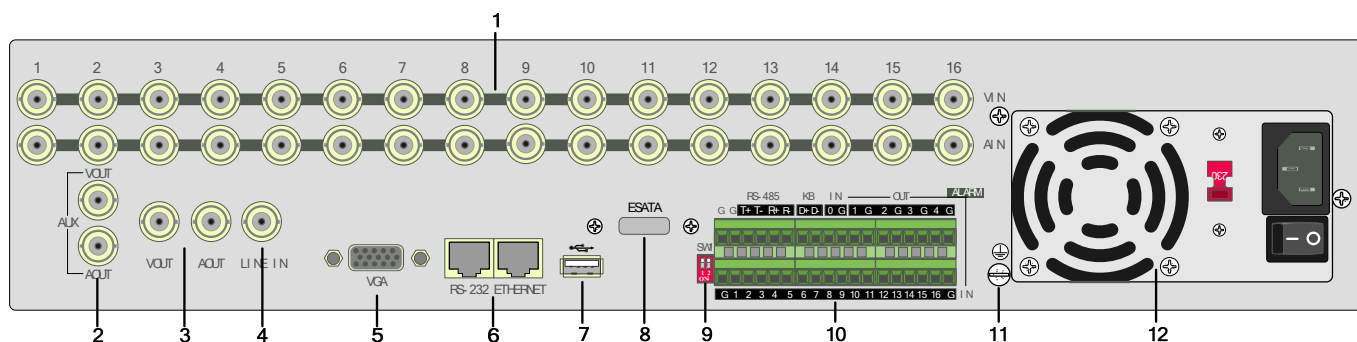 1
1 2 3 4 5 6 7 8 9 10 11 12 13 14 15 16
VIN
AIN
VOUT
AUX
AOUT
VOUT AOUT LINE IN
VGA
RS-232 ETHERNET
ESATA
RS-485 KB IN OUT ALARM
G G T+ T- R+ R- D+ D- 0 G 1 G 2 G 3 G 4 G
SW1
1 2
ON
G 1 2 3 4 5 6 7 8 9 10 11 12 13 14 15 16 G IN
230
2 3 4 5 6 7 8 9 10 11 12